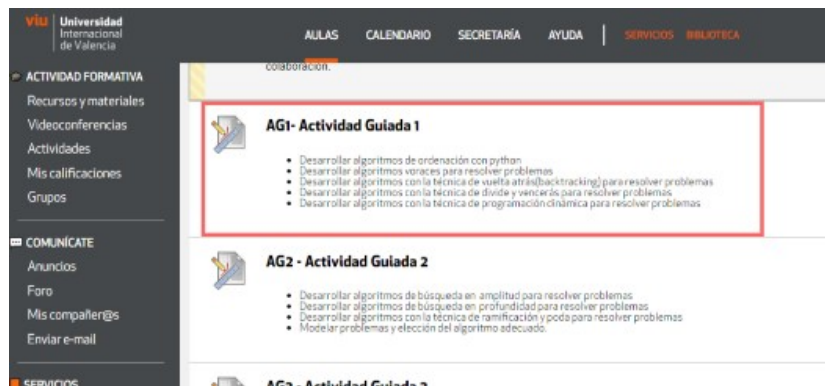 viu Universidad
Internacional
de Valencia
AULAS CALENDARIO SECRETARÍA AYUDA SERVICIOS BIBLIOTECA
ACTIVIDAD FORMATIVA
Recursos y materiales
Videoconferencias
Actividades
Mis calificaciones
Grupos
COMUNÍCATE
Anuncios
Foro
Mis compañer@s
Enviar e-mail
SERVICIOS
colaboración.
AG1- Actividad Guiada 1
Desarrollar algoritmos de ordenación con python
Desarrollar algoritmos voraces para resolver problemas
Desarrollar algoritmos con la técnica de vuelta atrás(backtracking) para resolver problemas
Desarrollar algoritmos con la técnica de divide y vencerás para resolver problemas
Desarrollar algoritmos con la técnica de programación dinámica para resolver problemas
AG2 - Actividad Guiada 2
Desarrollar algoritmos de búsqueda en amplitud para resolver problemas
Desarrollar algoritmos de búsqueda en profundidad para resolver problemas
Desarrollar algoritmos con la técnica de ramificación y poda para resolver problemas
Modelar problemas y elección del algoritmo adecuado.
AG3 - Actividad Guiada 3